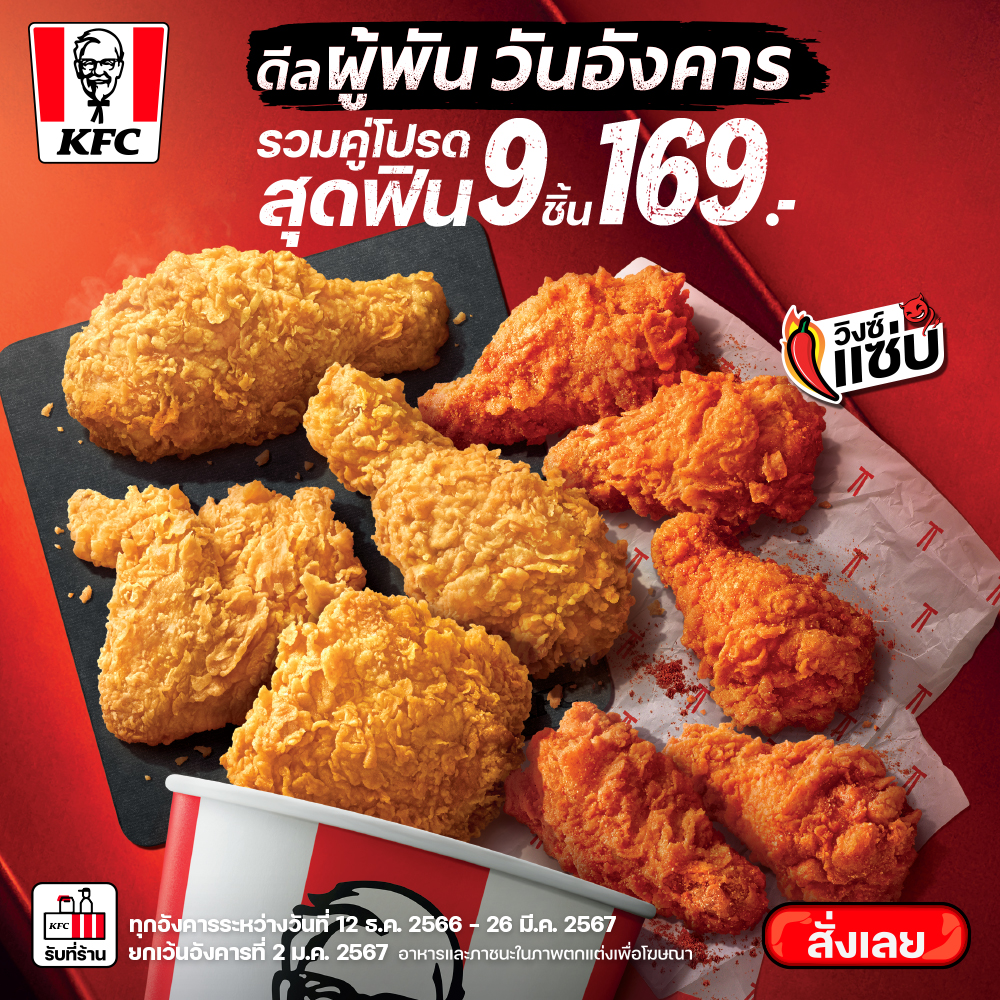 KFC
ดีลผู้พัน วันอังคาร
รวมคู่โปรด
สุดฟิน 9 ชิ้น 169.-
วิงซ์
แซ่บ
KFC
รับที่ร้าน
ทุกอังคารระหว่างวันที่ 12 ธ.ค. 2566 - 26 มี.ค. 2567
ยกเว้นอังคารที่ 2 ม.ค. 2567 อาหารและภาชนะในภาพตกแต่งเพื่อโฆษณา
สั่งเลย